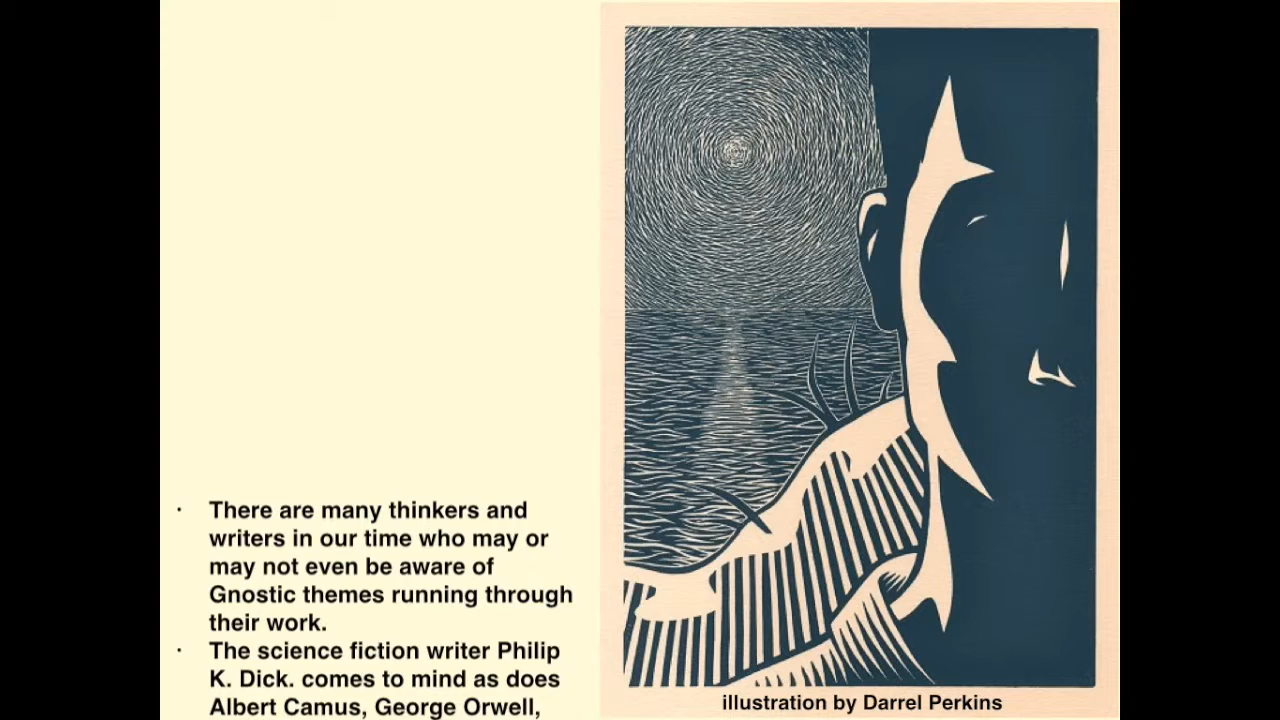 · There are many thinkers and
writers in our time who may or
may not even be aware of
Gnostic themes running through
their work.
· The science fiction writer Philip
K. Dick. comes to mind as does
Albert Camus, George Orwell,
illustration by Darrel Perkins